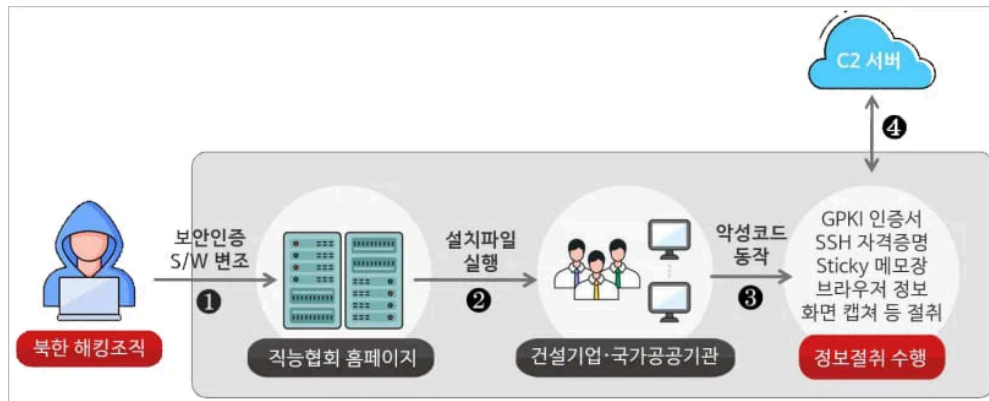 C2 서버
❹
보안인증
S/W 변조
❶
북한 해킹조직
직능협회 홈페이지
설치파일
실행
❷
건설기업·국가공공기관
악성코드
동작
❸
GPKI 인증서
SSH 자격증명
Sticky 메모장
브라우저 정보
화면 캡쳐 등 절취
정보절취 수행